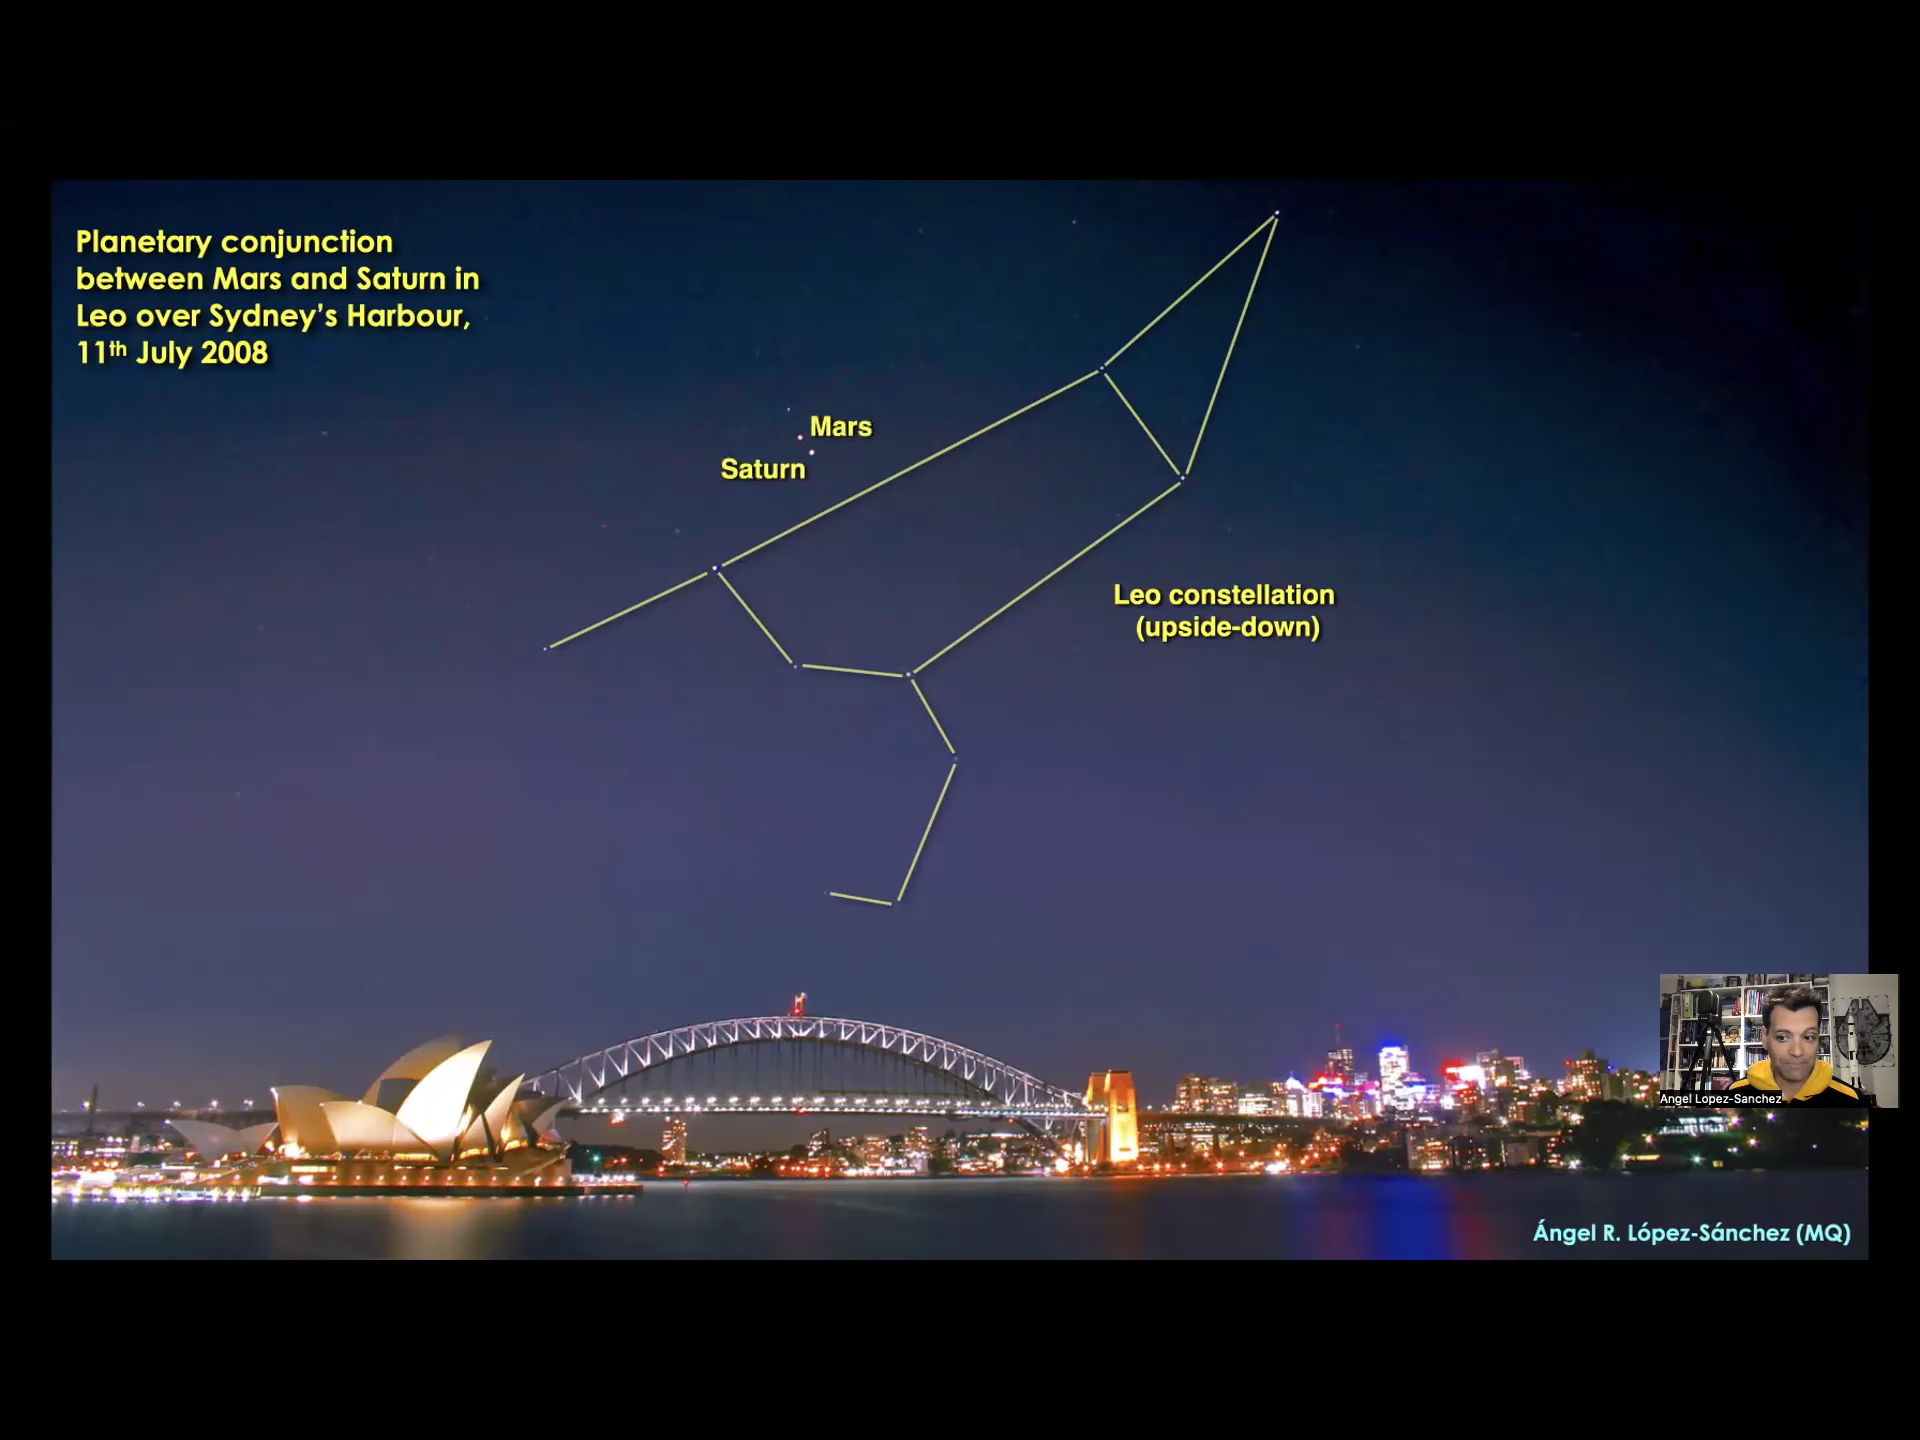 Planetary conjunction
between Mars and Saturn in
Leo over Sydney's Harbour,
11th July 2008
Mars
Saturn
Leo constellation
(upside-down)
Angel Lopez-Sanchez
Ángel R. López-Sánchez (MQ)